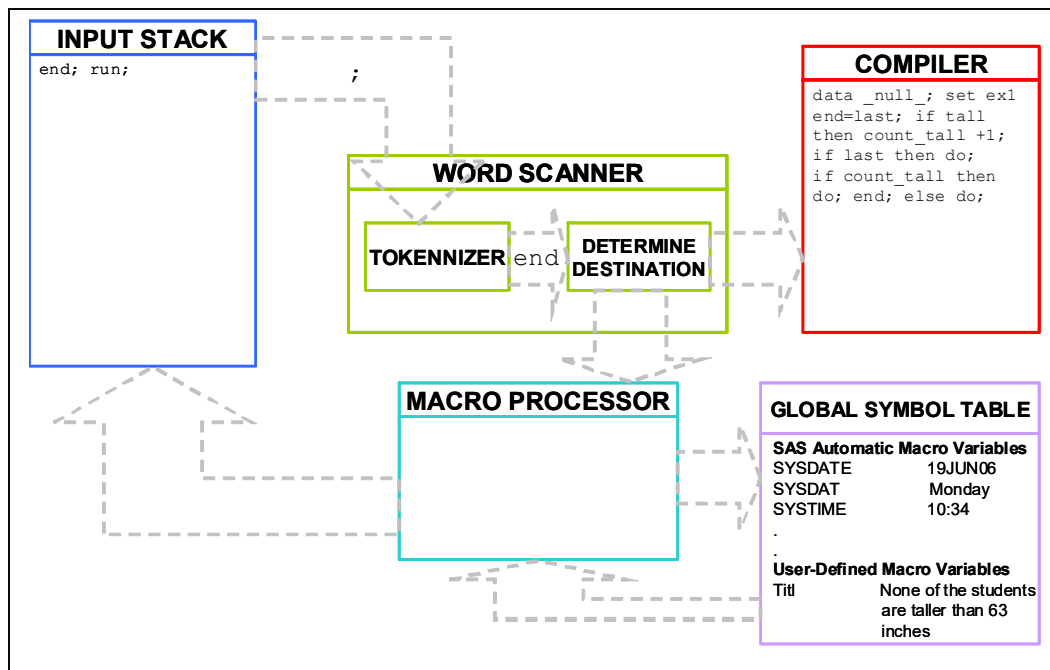 INPUT STACK
end; run;
;
COMPILER
data _null_; set ex1
end=last; if tall
then count_tall +1;
if last then do;
if count_tall then
do; end; else do;
WORD SCANNER
TOKENNIZER
end
DETERMINE
DESTINATION
MACRO PROCESSOR
GLOBAL SYMBOL TABLE
SAS Automatic Macro Variables
SYSDATE 19JUN06
SYSDAT Monday
SYSTIME 10:34
.
.
User-Defined Macro Variables
Titl None of the students
are taller than 63
inches